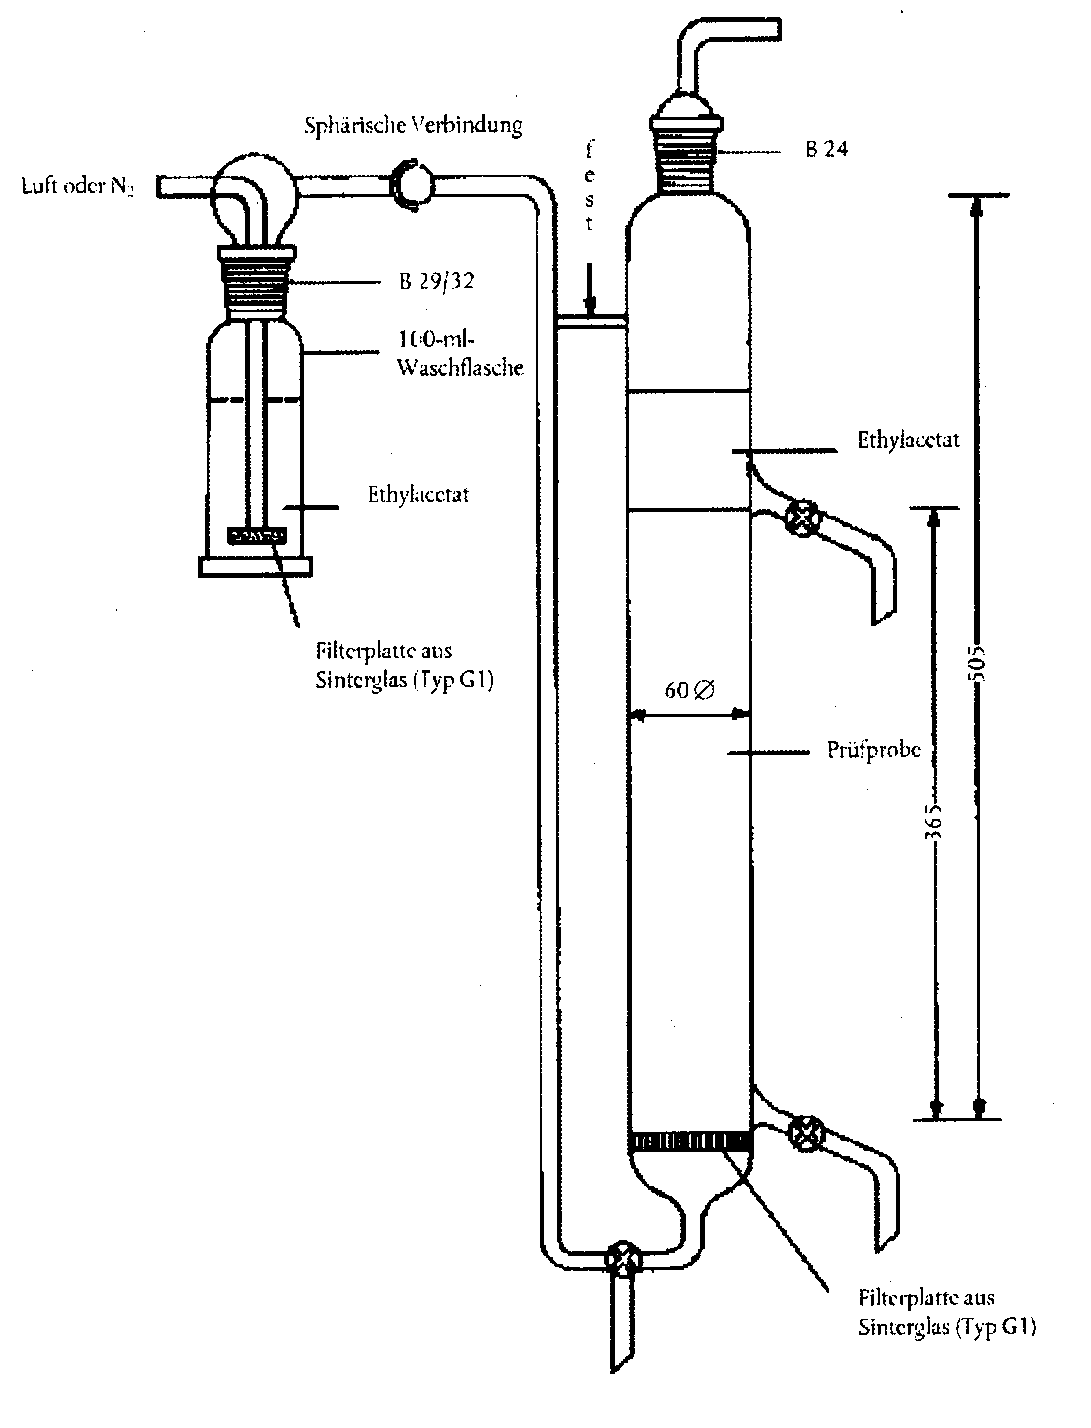 Sphärische Verbindung
fest
B 24
Luft oder N₂
B 29/32
100-ml-
Waschflasche
Ethylacetat
Ethylacetat
Filterplatte aus
Sinterglas (Typ G1)
505
60 Ø
Prüfprobe
365
Filterplatte aus
Sinterglas (Typ G1)